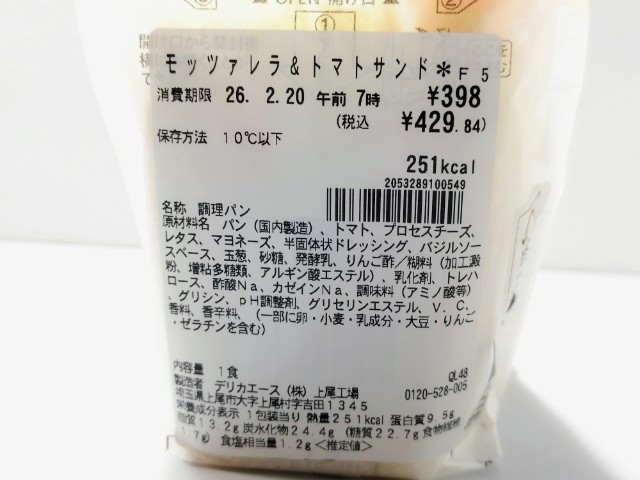 OPEN 開け口
①
②
モッツァレラ&トマトサンド*F5
消費期限 26. 2.20 午前 7時 ¥398
(税込 ¥429.84)
保存方法 10℃以下
251kcal
2053289100549
名称 調理パン
原材料名 パン(国内製造)、トマト、プロセスチーズ、
レタス、マヨネーズ、半固体状ドレッシング、バジルソー
スベース、玉葱、砂糖、発酵乳、りんご酢/糊料(加工澱
粉、増粘多糖類、アルギン酸エステル)、乳化剤、トレハ
ロース、酢酸Na、カゼインNa、調味料(アミノ酸等)
、グリシン、pH調整剤、グリセリンエステル、V.C、
香料、香辛料、(一部に卵・小麦・乳成分・大豆・りんご
・ゼラチンを含む)
内容量 1食
QL48
製造者 デリカエース(株)上尾工場
0120-528-005
埼玉県上尾市大字上尾村字吉田1345
栄養成分表示 1包装当り 熱量251kcal 蛋白質9.5g
脂質13.2g 炭水化物24.4g (糖質22.7g 食物繊維
1.7g) 食塩相当量1.2g <推定値>